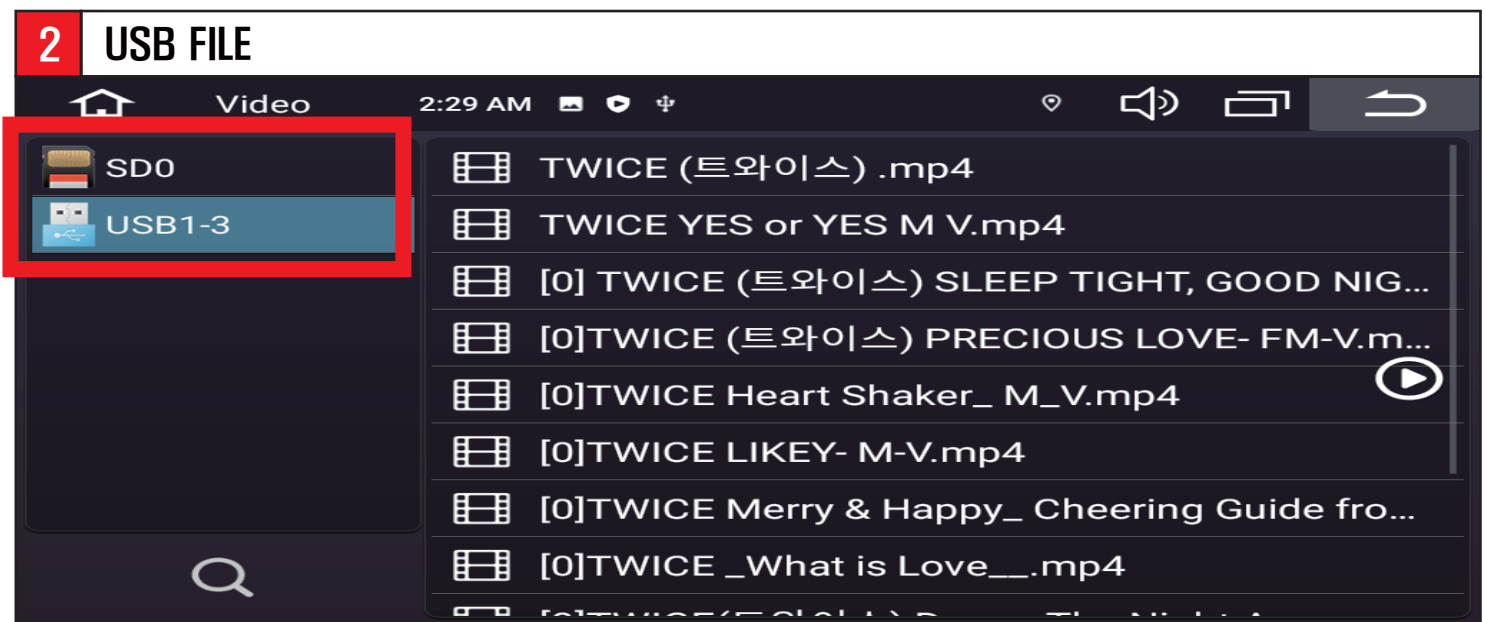 2 USB FILE
Video 2:29 AM
SD0
USB1-3
TWICE (트와이스) .mp4
TWICE YES or YES M V.mp4
[0] TWICE (트와이스) SLEEP TIGHT, GOOD NIG...
[0]TWICE (트와이스) PRECIOUS LOVE- FM-V.m...
[0]TWICE Heart Shaker_ M_V.mp4
[0]TWICE LIKEY- M-V.mp4
[0]TWICE Merry & Happy_ Cheering Guide fro...
[0]TWICE _What is Love__.mp4